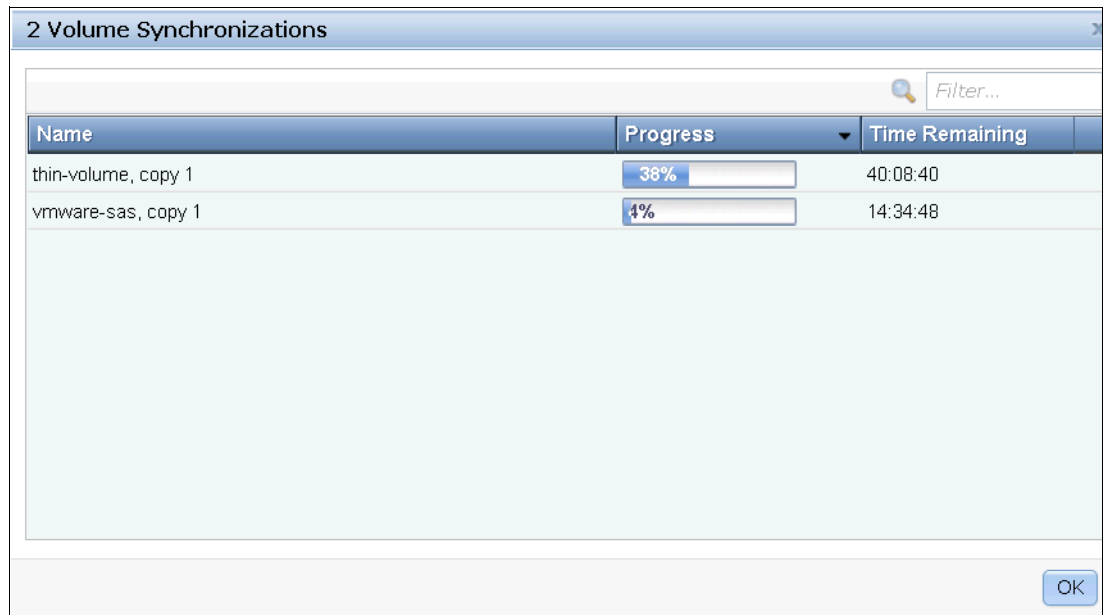 2 Volume Synchronizations
x
Filter...
Name Progress Time Remaining
thin-volume, copy 1 38% 40:08:40
vmware-sas, copy 1 4% 14:34:48
OK